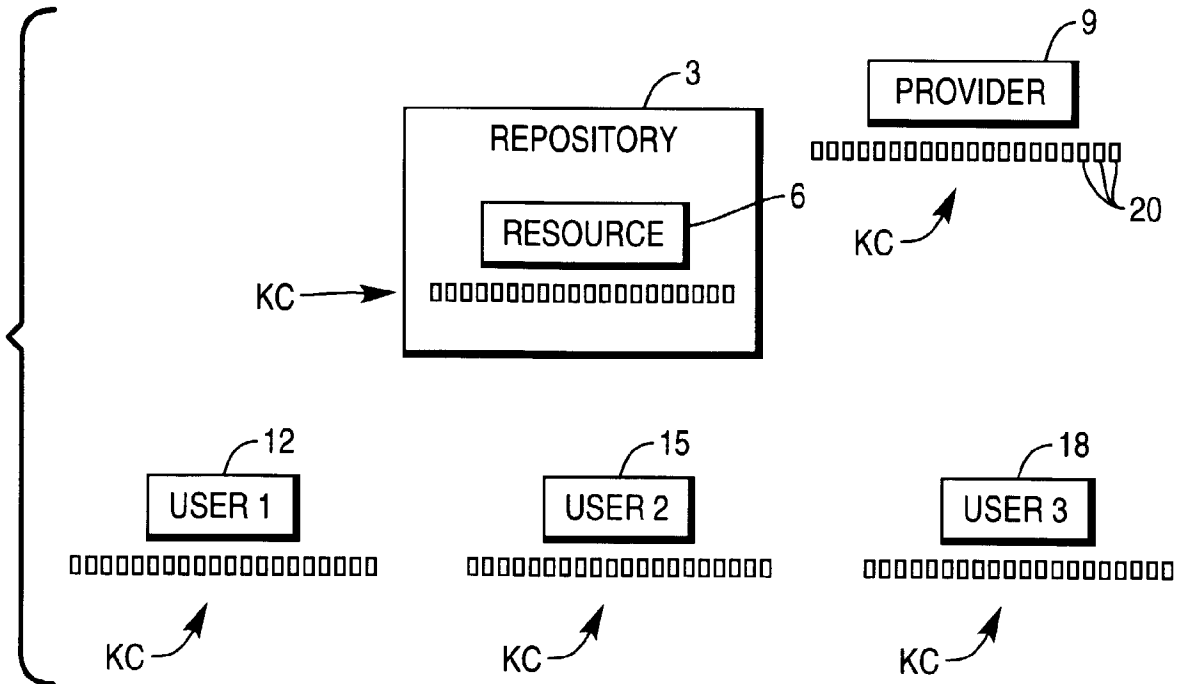 9
PROVIDER
3
REPOSITORY
6
RESOURCE
20
KC
KC
12
USER 1
15
USER 2
18
USER 3
KC
KC
KC